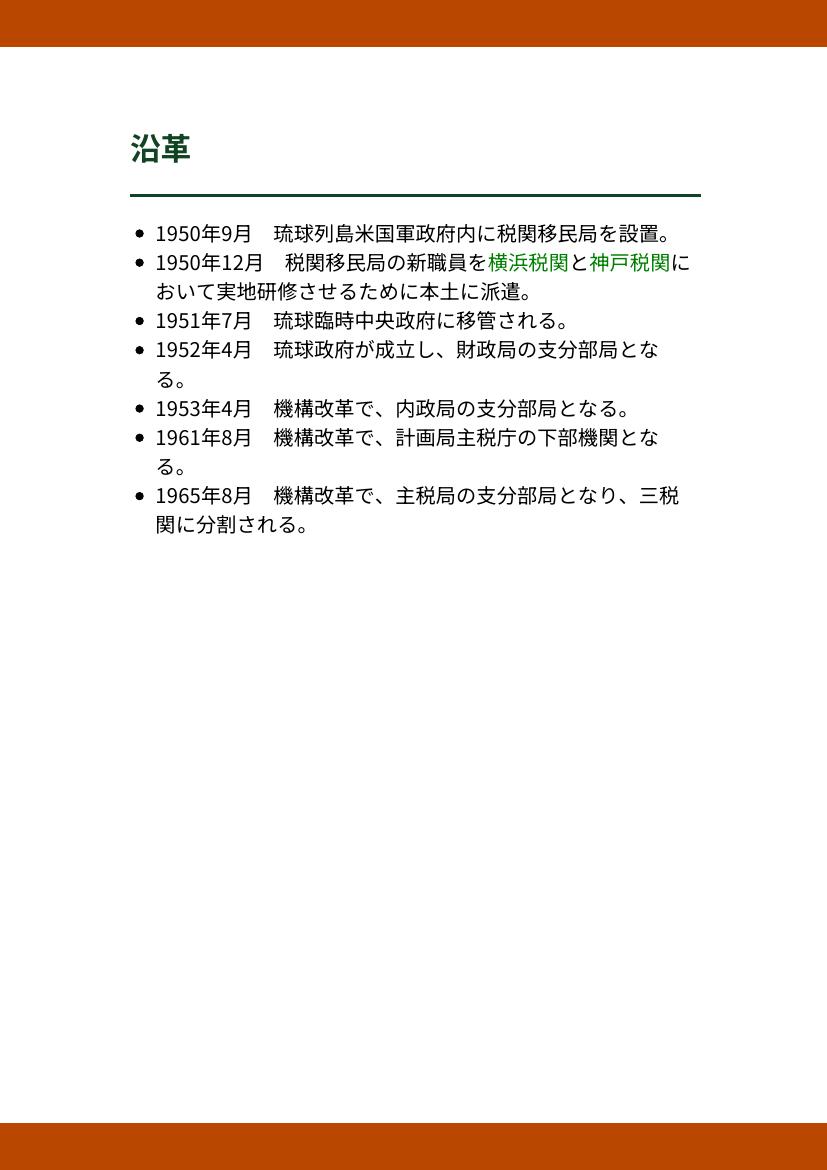 沿革
1950年9月　琉球列島米国軍政府内に税関移民局を設置。
1950年12月　税関移民局の新職員を横浜税関と神戸税関に
おいて実地研修させるために本土に派遣。
1951年7月　琉球臨時中央政府に移管される。
1952年4月　琉球政府が成立し、財政局の支分部局とな
る。
1953年4月　機構改革で、内政局の支分部局となる。
1961年8月　機構改革で、計画局主税庁の下部機関とな
る。
1965年8月　機構改革で、主税局の支分部局となり、三税
関に分割される。